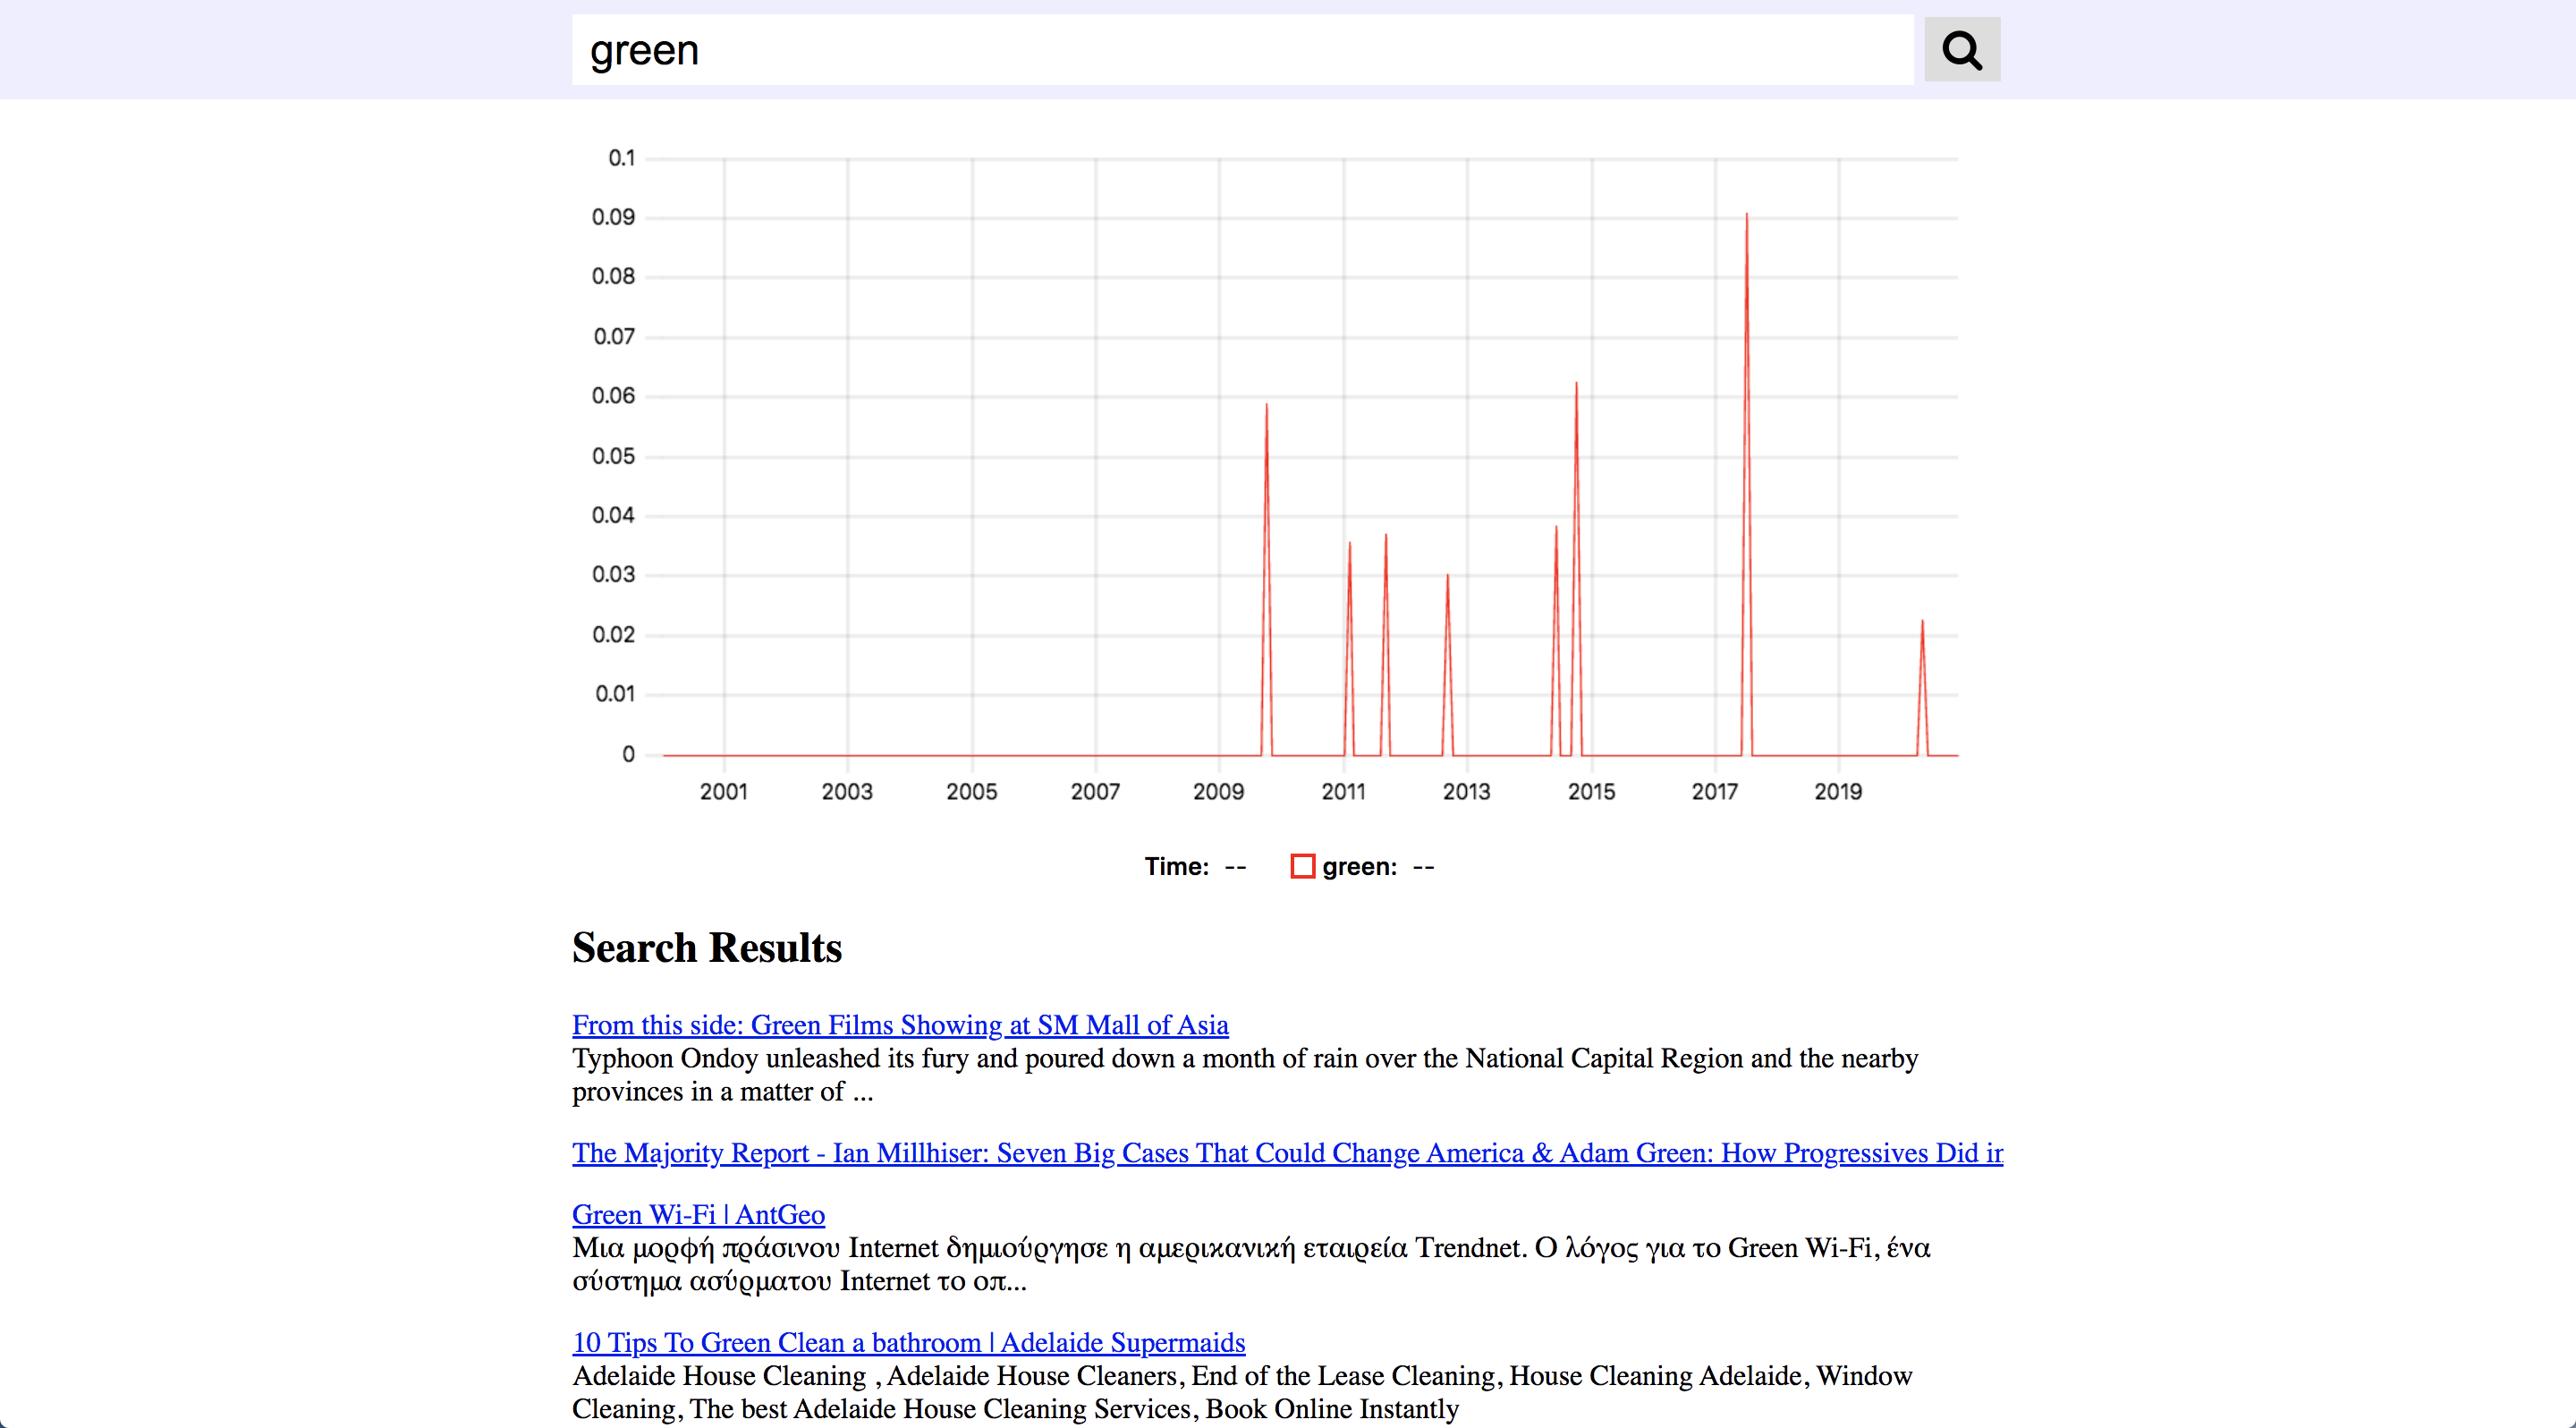 green
0.1
0.09
0.08
0.07
0.06
0.05
0.04
0.03
0.02
0.01
0
2001 2003 2005 2007 2009 2011 2013 2015 2017 2019
Time: -- green: --
Search Results
From this side: Green Films Showing at SM Mall of Asia
Typhoon Ondoy unleashed its fury and poured down a month of rain over the National Capital Region and the nearby
provinces in a matter of ...
The Majority Report - Ian Millhiser: Seven Big Cases That Could Change America & Adam Green: How Progressives Did
Green Wi-Fi | AntGeo
Μια μορφή πράσινου Internet δημιούργησε η αμερικανική εταιρεία Trendnet. Ο λόγος για το Green Wi-Fi, ένα
σύστημα ασύρματου Internet το οπ...
10 Tips To Green Clean a bathroom | Adelaide Supermaids
Adelaide House Cleaning , Adelaide House Cleaners, End of the Lease Cleaning, House Cleaning Adelaide, Window
Cleaning, The best Adelaide House Cleaning Services, Book Online Instantly